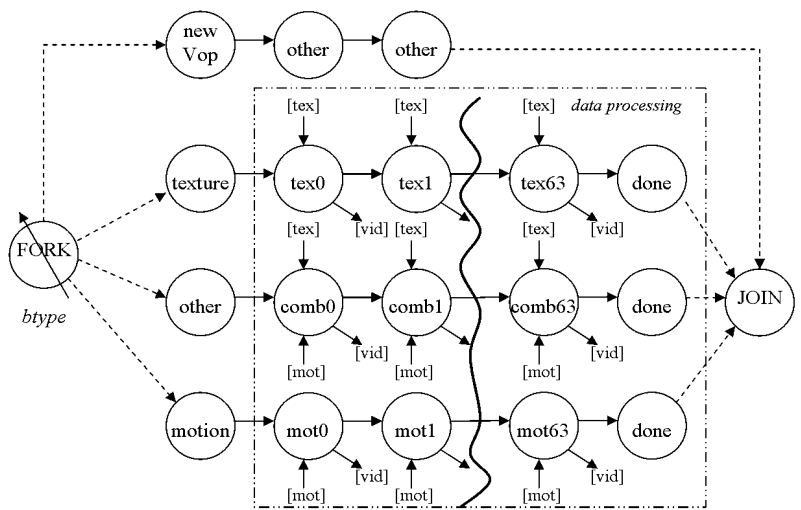 new
Vop
other
other
[tex] [tex] [tex] data processing
texture tex0 tex1 tex63 done
[vid] [vid]
[tex] [tex] [tex]
FORK
btype
other comb0 comb1 comb63 done JOIN
[vid] [vid]
[mot] [mot] [mot]
motion mot0 mot1 mot63 done
[vid] [vid]
[mot] [mot] [mot]